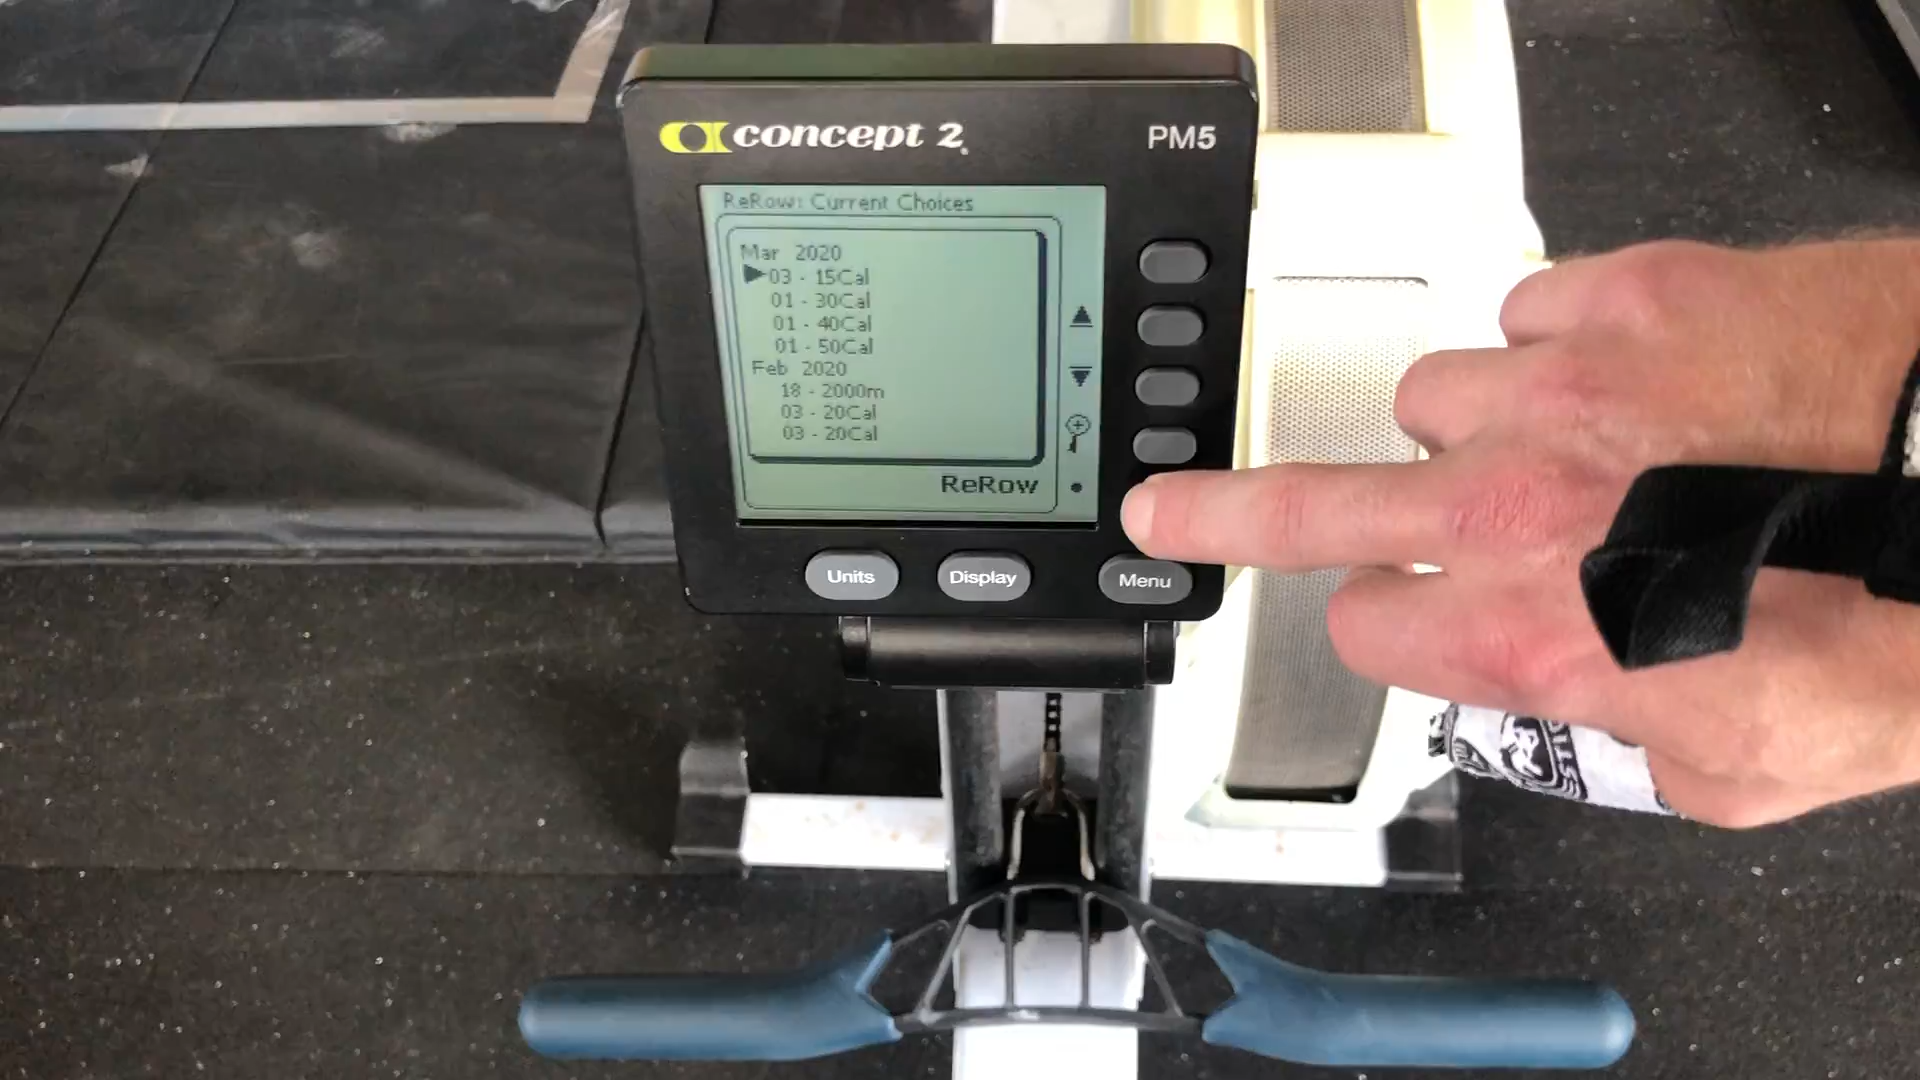 concept 2
PM5
ReRow: Current Choices
Mar 2020
03 - 15Cal
01 - 30Cal
01 - 40Cal
01 - 50Cal
Feb 2020
18 - 2000m
03 - 20Cal
03 - 20Cal
ReRow
Units
Display
Menu